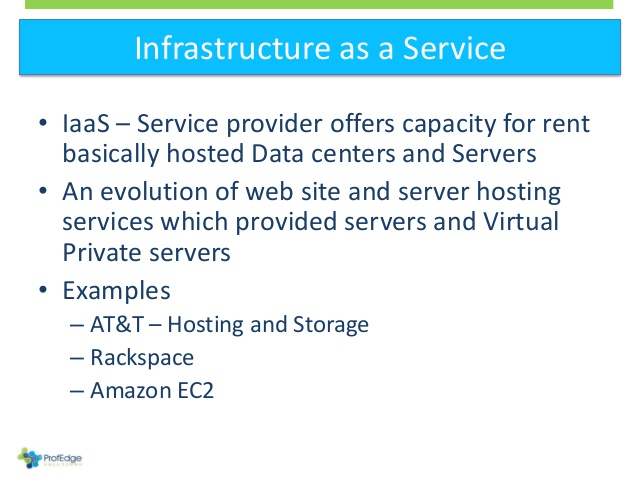 Infrastructure as a Service
• IaaS – Service provider offers capacity for rent
basically hosted Data centers and Servers
• An evolution of web site and server hosting
services which provided servers and Virtual
Private servers
• Examples
– AT&T – Hosting and Storage
– Rackspace
– Amazon EC2
ProfEdge
SOLUTIONS